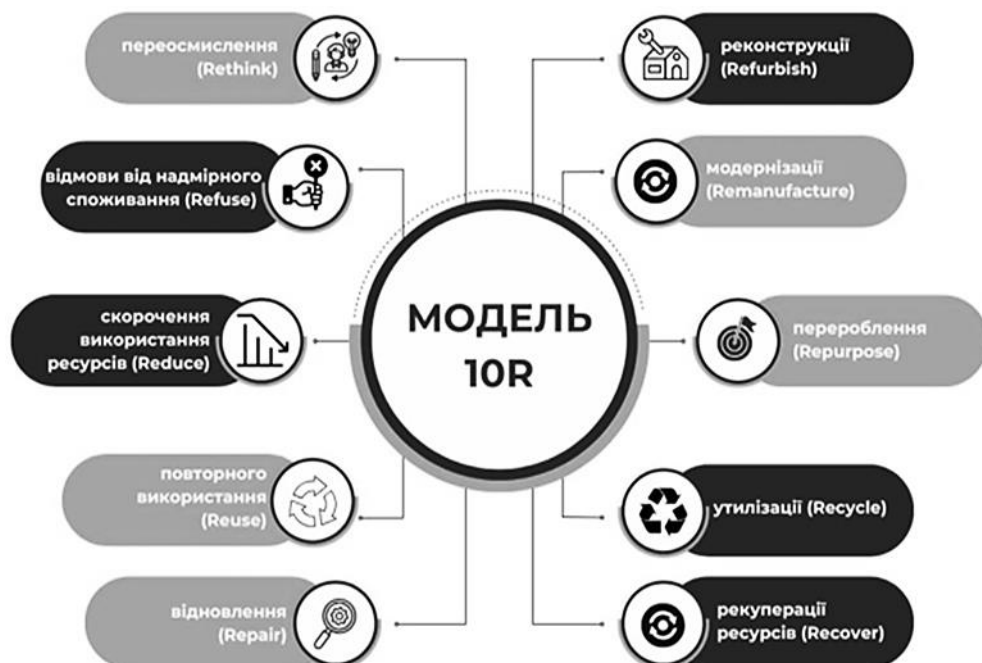 переосмислення
(Rethink)
відмови від надмірного
споживання (Refuse)
скорочення
використання
ресурсів (Reduce)
повторного
використання
(Reuse)
відновлення
(Repair)
МОДЕЛЬ
10R
реконструкції
(Refurbish)
модернізації
(Remanufacture)
перероблення
(Repurpose)
утилізації (Recycle)
рекуперації
ресурсів (Recover)